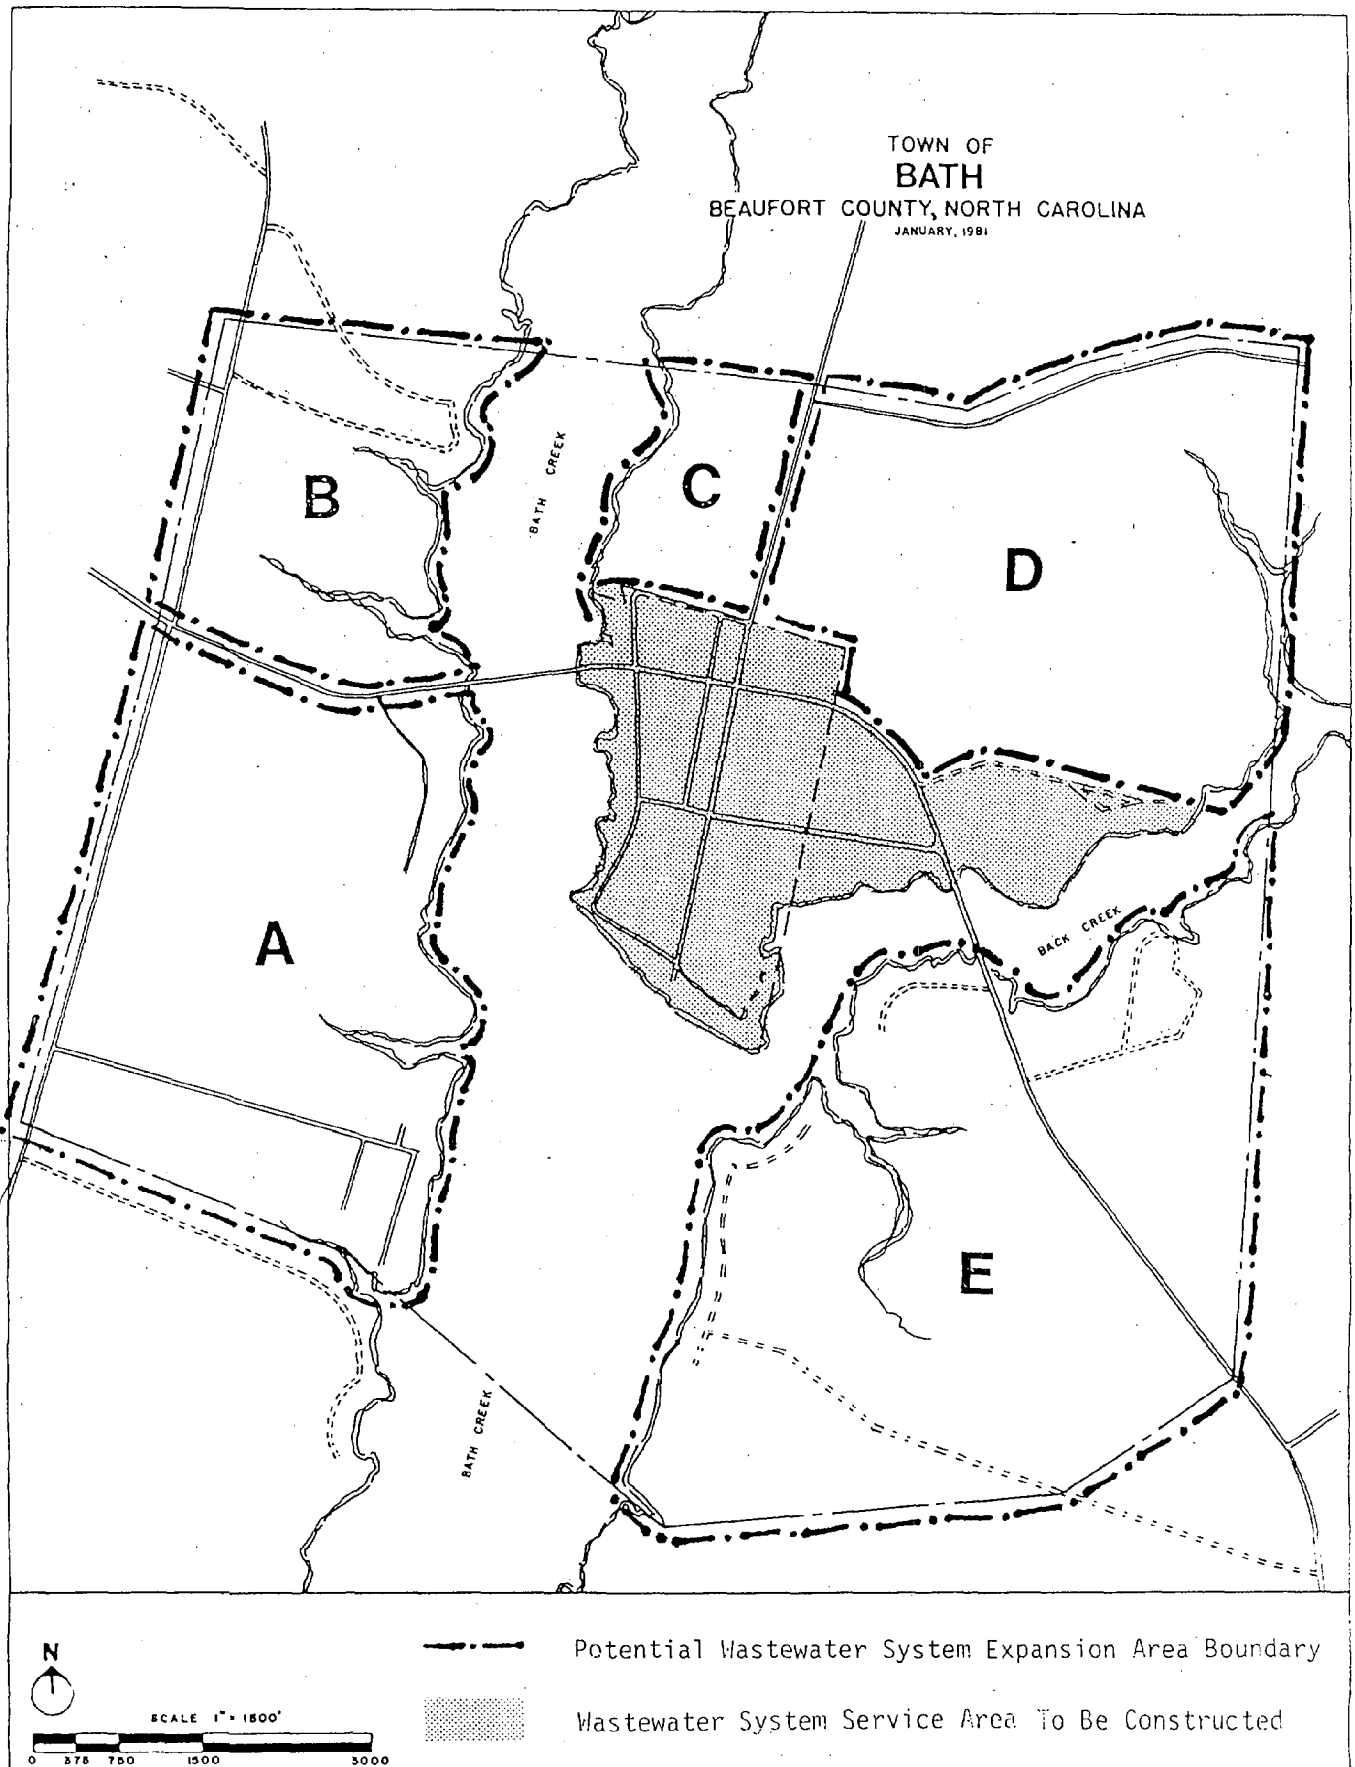 TOWN OF
BATH
BEAUFORT COUNTY, NORTH CAROLINA
JANUARY, 1981
B
BATH CREEK
C
D
A
BACK CREEK
E
BATH CREEK
N
SCALE 1" = 1500'
0 375 750 1500 3000
Potential Wastewater System Expansion Area Boundary
Wastewater System Service Area To Be Constructed